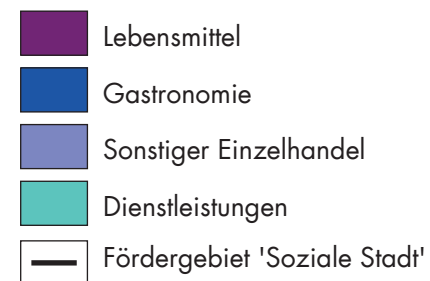 Lebensmittel
Gastronomie
Sonstiger Einzelhandel
Dienstleistungen
Fördergebiet 'Soziale Stadt'